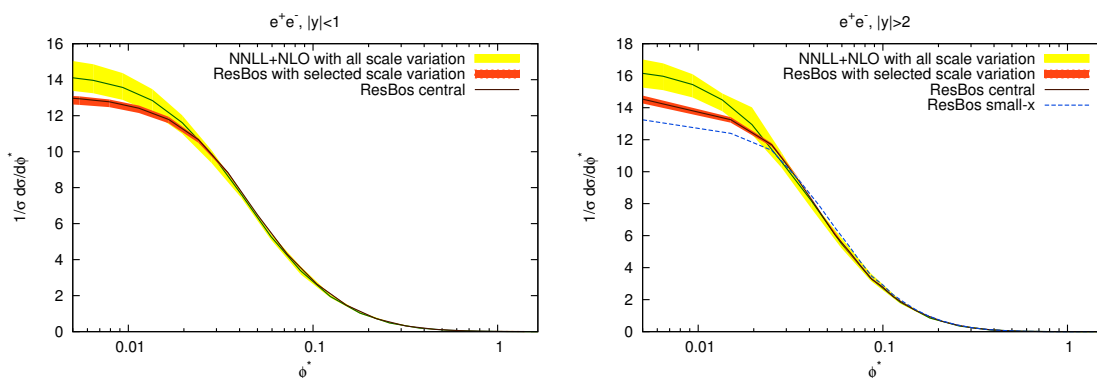 e⁺e⁻, |y|<1
16
14
12
10
8
6
4
2
0
1/σ dσ/dϕ*
NNLL+NLO with all scale variation
ResBos with selected scale variation
ResBos central
0.01 0.1 1
ϕ*
e⁺e⁻, |y|>2
18
16
14
12
10
8
6
4
2
0
1/σ dσ/dϕ*
NNLL+NLO with all scale variation
ResBos with selected scale variation
ResBos central
ResBos small-x
0.01 0.1 1
ϕ*